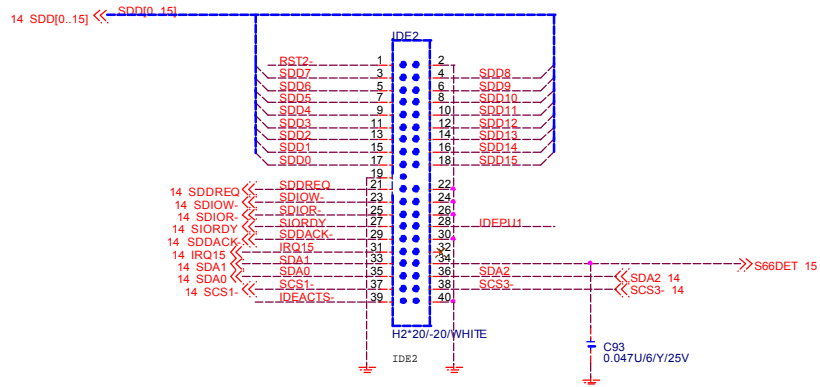 14 SDD[0..15] SDD[0..15]
IDE2
RST2- 1 2
SDD7 3 4 SDD8
SDD6 5 6 SDD9
SDD5 7 8 SDD10
SDD4 9 10 SDD11
SDD3 11 12 SDD12
SDD2 13 14 SDD13
SDD1 15 16 SDD14
SDD0 17 18 SDD15
19
14 SDDREQ SDDREQ 21 22
14 SDIOW- SDIOW- 23 24
14 SDIOR- SDIOR- 25 26
14 SIORDY SIORDY 27 28 IDEPU1
14 SDDACK- SDDACK- 29 30
14 IRQ15 IRQ15 31 32
14 SDA1 SDA1 33 34 S66DET 15
14 SDA0 SDA0 35 36 SDA2 SDA2 14
14 SCS1- SCS1- 37 38 SCS3- SCS3- 14
IDEACTS- 39 40
H2*20/-20/WHITE
IDE2
C93
0.047U/6/Y/25V